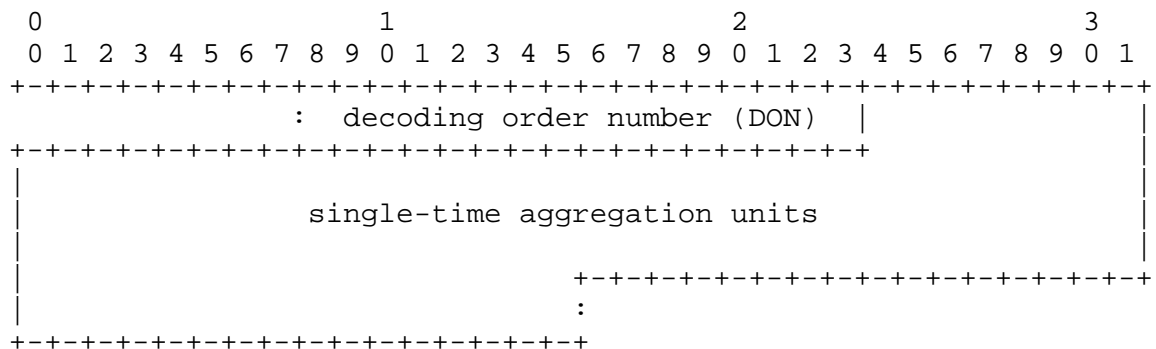 0                   1                   2                   3
 0 1 2 3 4 5 6 7 8 9 0 1 2 3 4 5 6 7 8 9 0 1 2 3 4 5 6 7 8 9 0 1
+-+-+-+-+-+-+-+-+-+-+-+-+-+-+-+-+-+-+-+-+-+-+-+-+-+-+-+-+-+-+-+-+
                :  decoding order number (DON)  |               |
+-+-+-+-+-+-+-+-+-+-+-+-+-+-+-+-+-+-+-+-+-+-+-+-+               |
|                                                               |
|                single-time aggregation units                  |
|                                                               |
|                               +-+-+-+-+-+-+-+-+-+-+-+-+-+-+-+-+
|                               :
+-+-+-+-+-+-+-+-+-+-+-+-+-+-+-+-+